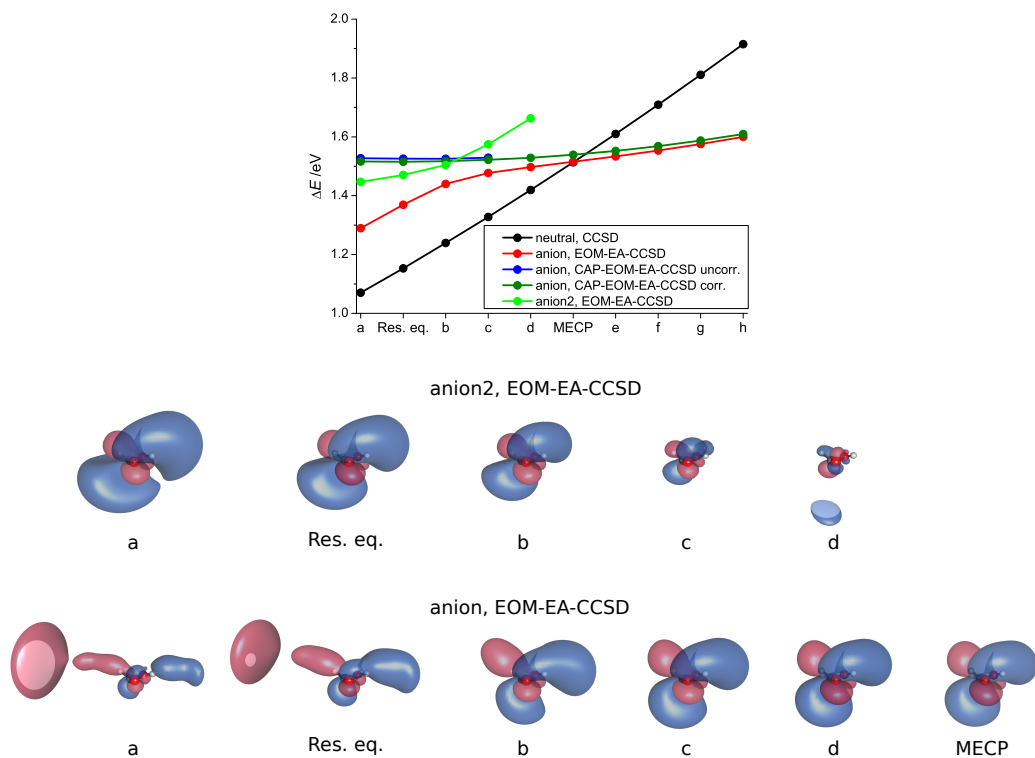 2.0
1.8
1.6
1.4
1.2
1.0
ΔE /eV
neutral, CCSD
anion, EOM-EA-CCSD
anion, CAP-EOM-EA-CCSD uncorr.
anion, CAP-EOM-EA-CCSD corr.
anion2, EOM-EA-CCSD
a Res. eq. b c d MECP e f g h
anion2, EOM-EA-CCSD
a Res. eq. b c d
anion, EOM-EA-CCSD
a Res. eq. b c d MECP